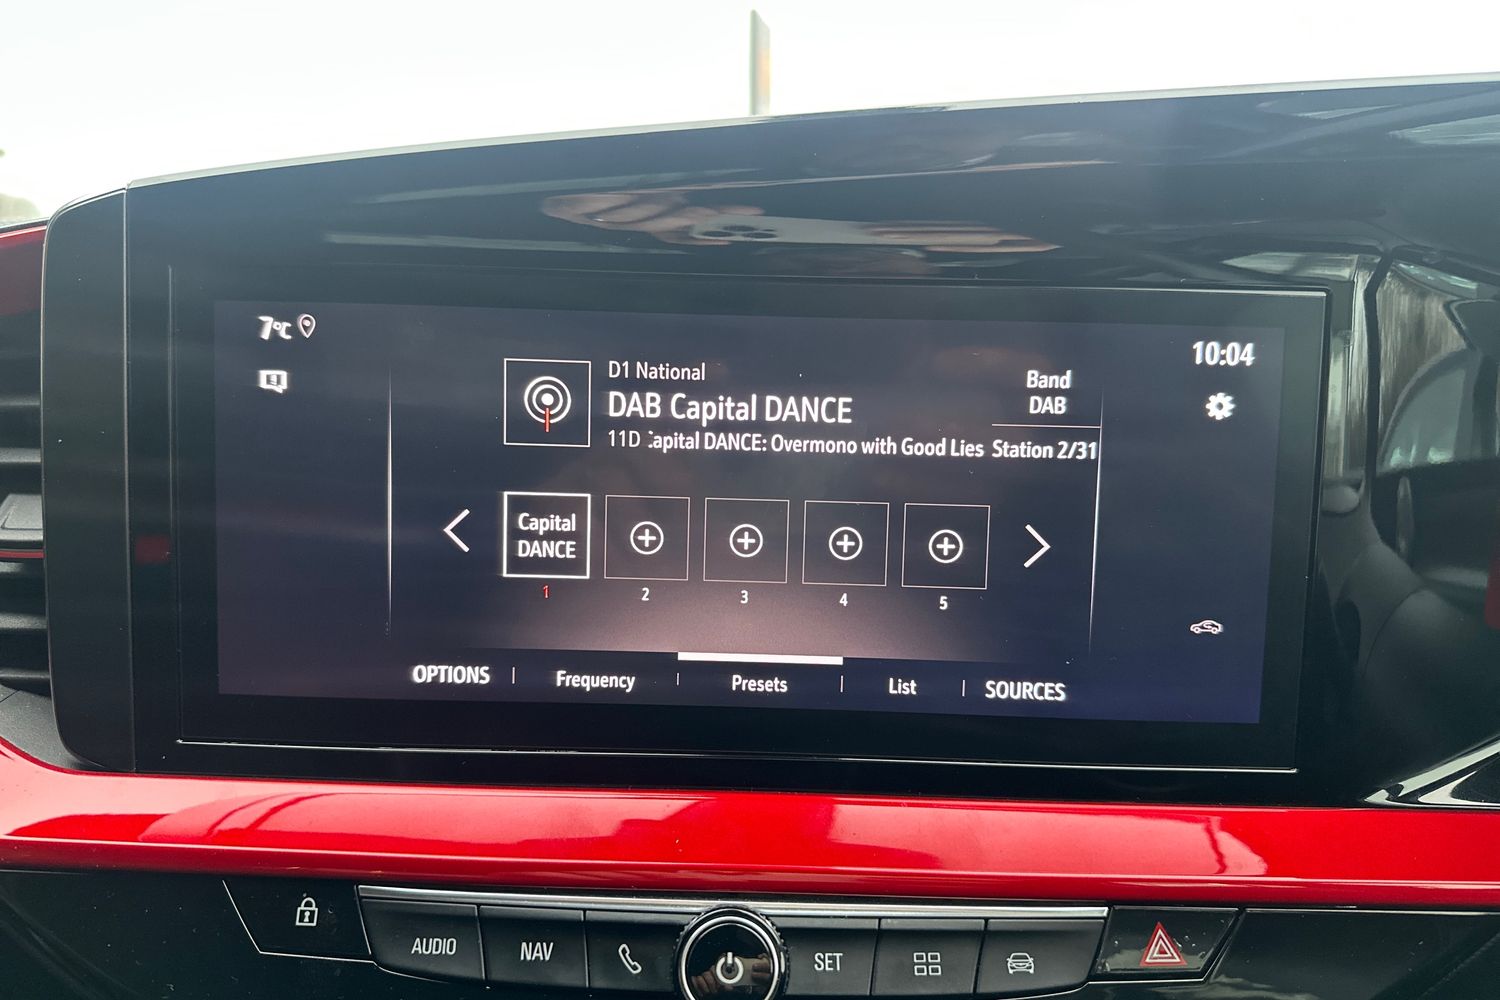 7°C
10:04
D1 National
DAB Capital DANCE
11D :apital DANCE: Overmono with Good Lies
Band
DAB
Station 2/31
Capital
DANCE
1
2
3
4
5
OPTIONS
Frequency
Presets
List
SOURCES
AUDIO
NAV
SET